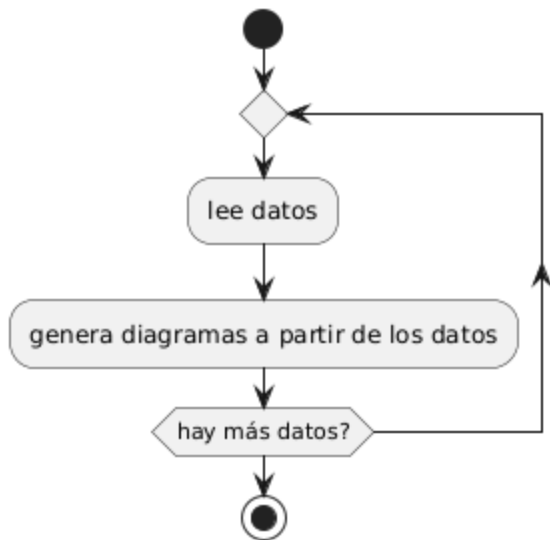 lee datos
genera diagramas a partir de los datos
hay más datos?